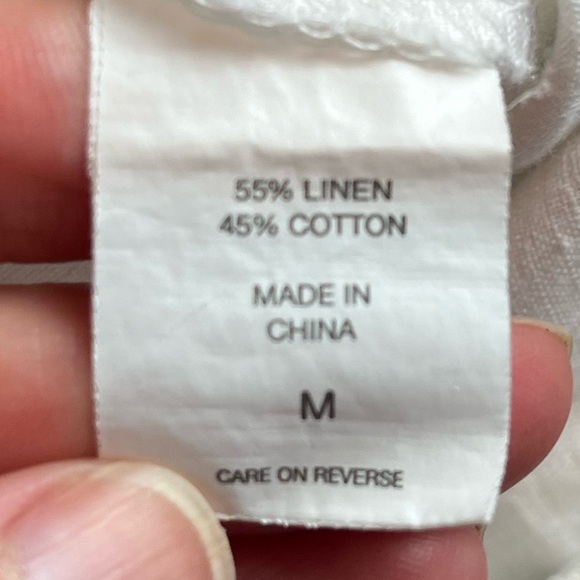 55% LINEN
45% COTTON
MADE IN
CHINA
M
CARE ON REVERSE